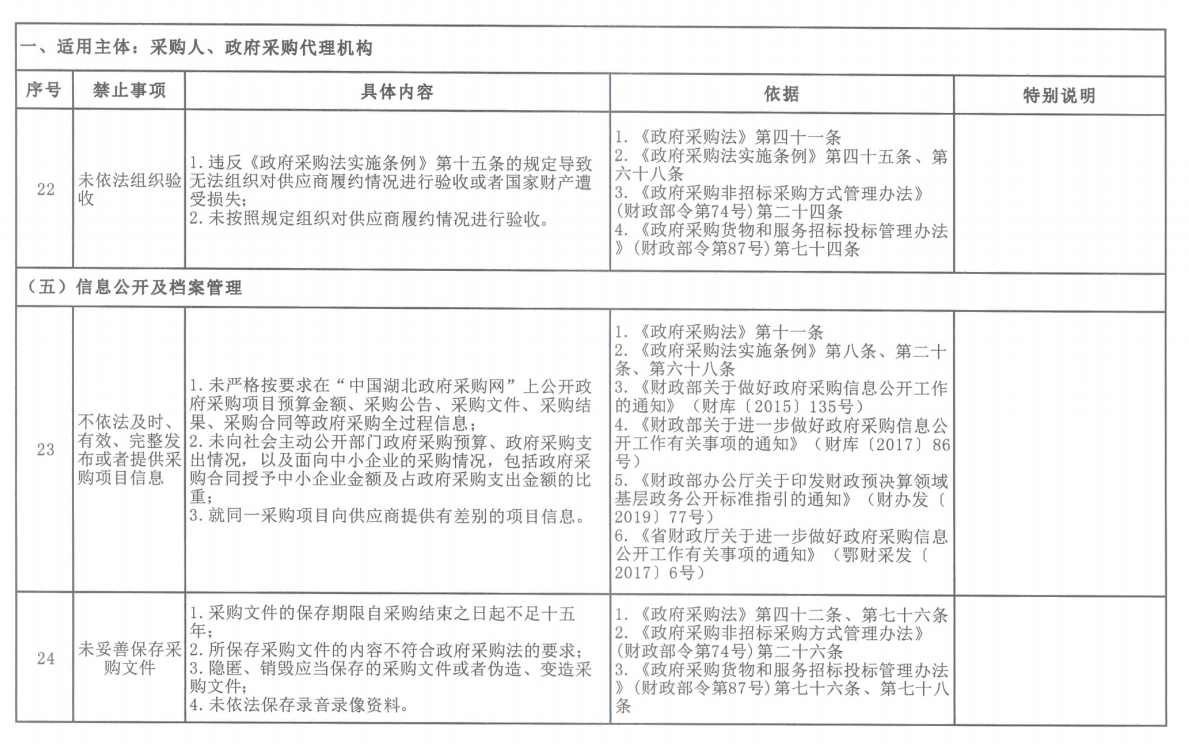 一、适用主体：采购人、政府采购代理机构
序号 禁止事项 具体内容 依据 特别说明
22
未依法组织验
收
1.违反《政府采购法实施条例》第十五条的规定导致
无法组织对供应商履约情况进行验收或者国家财产遭
受损失；
2.未按照规定组织对供应商履约情况进行验收。
1.《政府采购法》第四十一条
2.《政府采购法实施条例》第四十五条、第
六十八条
3.《政府采购非招标采购方式管理办法》
(财政部令第74号)第二十四条
4.《政府采购货物和服务招标投标管理办法
》(财政部令第87号)第七十四条
（五）信息公开及档案管理
23
不依法及时、
有效、完整发
布或者提供采
购项目信息
1.未严格按要求在“中国湖北政府采购网”上公开政
府采购项目预算金额、采购公告、采购文件、采购结
果、采购合同等政府采购全过程信息；
2.未向社会主动公开部门政府采购预算、政府采购支
出情况，以及面向中小企业的采购情况，包括政府采
购合同授予中小企业金额及占政府采购支出金额的比
重；
3.就同一采购项目向供应商提供有差别的项目信息。
1.《政府采购法》第十一条
2.《政府采购法实施条例》第八条、第二十
条、第六十八条
3.《财政部关于做好政府采购信息公开工作
的通知》（财库〔2015〕135号）
4.《财政部关于进一步做好政府采购信息公
开工作有关事项的通知》（财库〔2017〕86
号）
5.《财政部办公厅关于印发财政预决算领域
基层政务公开标准指引的通知》（财办发〔
2019〕77号）
6.《省财政厅关于进一步做好政府采购信息
公开工作有关事项的通知》（鄂财采发〔
2017〕6号）
24
未妥善保存采
购文件
1.采购文件的保存期限自采购结束之日起不足十五
年；
2.所保存采购文件的内容不符合政府采购法的要求；
3.隐匿、销毁应当保存的采购文件或者伪造、变造采
购文件；
4.未依法保存录音录像资料。
1.《政府采购法》第四十二条、第七十六条
2.《政府采购非招标采购方式管理办法》
(财政部令第74号)第二十六条
3.《政府采购货物和服务招标投标管理办法
》(财政部令第87号)第七十六条、第七十八
条